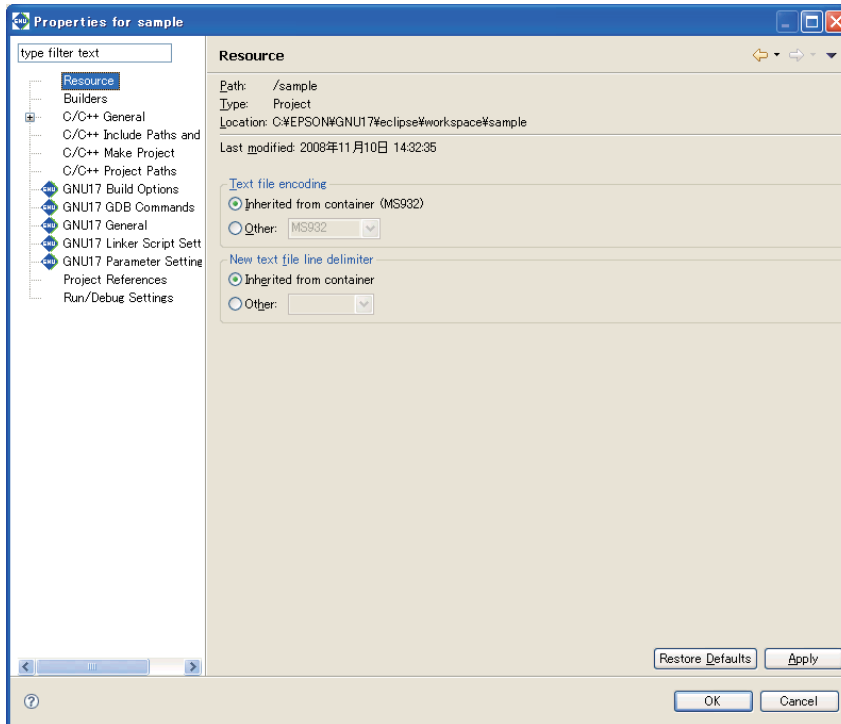 Properties for sample
type filter text
Resource
Builders
C/C++ General
C/C++ Include Paths and
C/C++ Make Project
C/C++ Project Paths
GNU17 Build Options
GNU17 GDB Commands
GNU17 General
GNU17 Linker Script Sett
GNU17 Parameter Setting
Project References
Run/Debug Settings
Resource
Path: /sample
Type: Project
Location: C:¥EPSON¥GNU17¥eclipse¥workspace¥sample
Last modified: 2008年11月10日 14:32:35
Text file encoding
Inherited from container (MS932)
Other: MS932
New text file line delimiter
Inherited from container
Other:
Restore Defaults
Apply
OK
Cancel